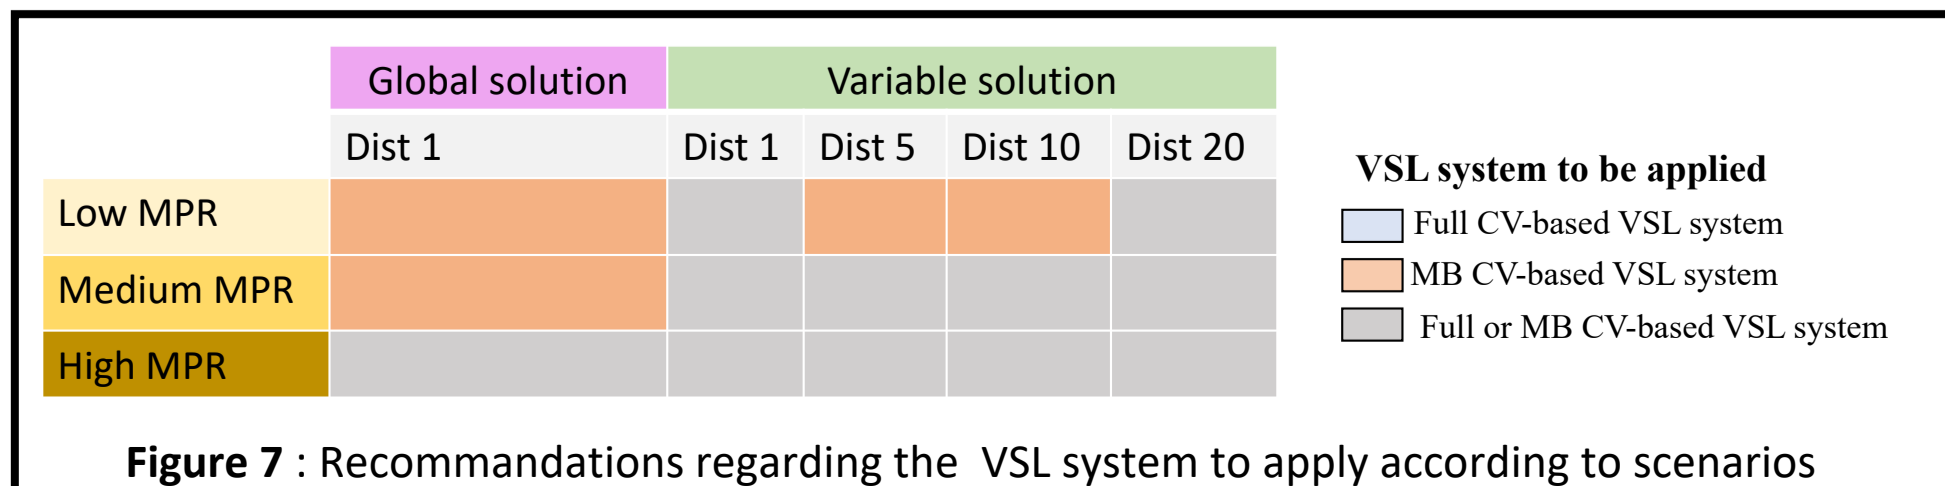 Global solution Variable solution
Dist 1 Dist 1 Dist 5 Dist 10 Dist 20
Low MPR
Medium MPR
High MPR
VSL system to be applied
Full CV-based VSL system
MB CV-based VSL system
Full or MB CV-based VSL system
Figure 7 : Recommandations regarding the VSL system to apply according to scenarios